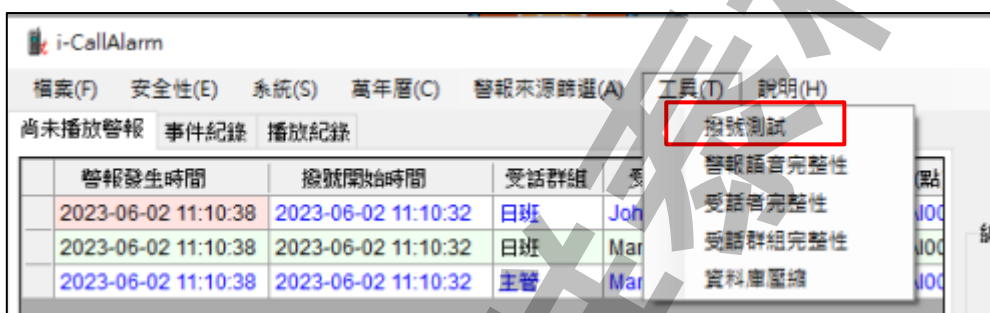 i-CallAlarm
檔案(F) 安全性(E) 系統(S) 萬年曆(C) 警報來源篩選(A) 工具(T) 說明(H)
尚未播放警報 事件紀錄 播放紀錄
撥號測試
警報語音完整性
受話者完整性
受話群組完整性
資料庫壓縮
警報發生時間 撥號開始時間 受話群組
2023-06-02 11:10:38 2023-06-02 11:10:32 日班 Joh
2023-06-02 11:10:38 2023-06-02 11:10:32 日班 Mar
2023-06-02 11:10:38 2023-06-02 11:10:32 主管 Mar